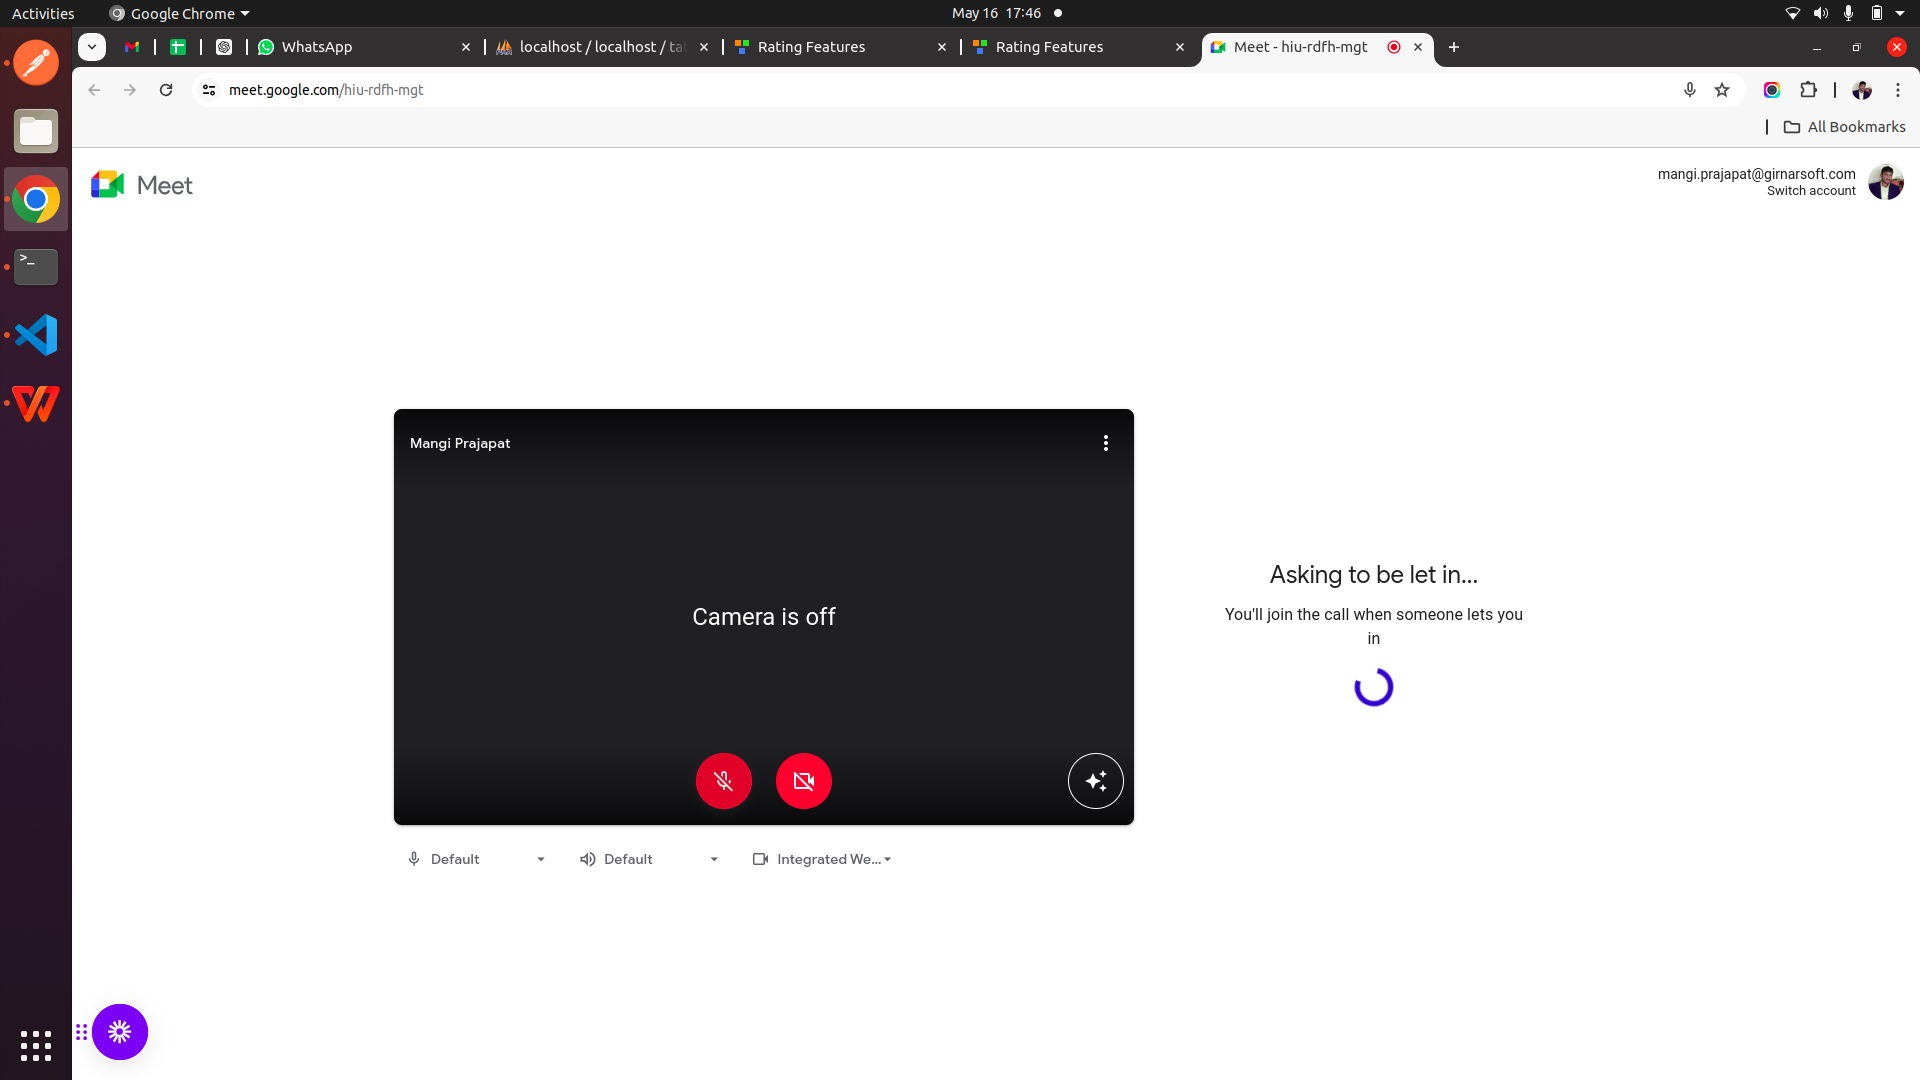 Activities
Google Chrome
May 16 17:46
WhatsApp
localhost / localhost / ta
Rating Features
Rating Features
Meet - hiu-rdfh-mgt
meet.google.com/hiu-rdfh-mgt
All Bookmarks
Meet
mangi.prajapat@girnarsoft.com
Switch account
Mangi Prajapat
Camera is off
Asking to be let in...
You'll join the call when someone lets you
in
Default
Default
Integrated We...